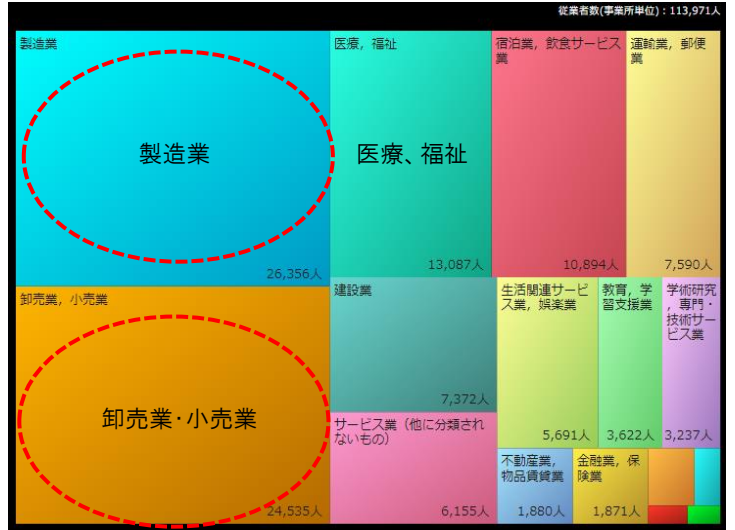 従業者数(事業所単位)：113,971人
製造業
製造業
26,356人
卸売業，小売業
卸売業・小売業
24,535人
医療，福祉
医療、福祉
13,087人
宿泊業，飲食サービス
業
10,894人
運輸業，郵便
業
7,590人
建設業
7,372人
サービス業（他に分類され
ないもの）
6,155人
生活関連サービ
ス業，娯楽業
5,691人
教育，学
習支援業
3,622人
学術研究
，専門・
技術サー
ビス業
3,237人
不動産業，
物品賃貸業
1,880人
金融業，保
険業
1,871人